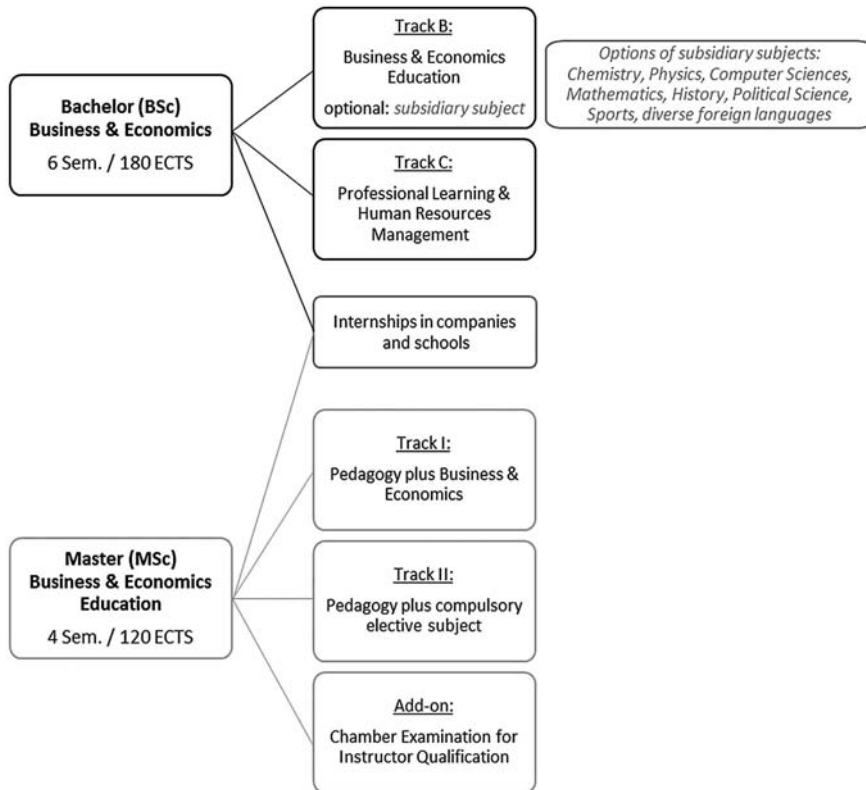 Track B:
Business & Economics
Education
optional: subsidiary subject
Options of subsidiary subjects:
Chemistry, Physics, Computer Sciences,
Mathematics, History, Political Science,
Sports, diverse foreign languages
Bachelor (BSc)
Business & Economics
6 Sem. / 180 ECTS
Track C:
Professional Learning &
Human Resources
Management
Internships in companies
and schools
Track I:
Pedagogy plus Business &
Economics
Master (MSc)
Business & Economics
Education
4 Sem. / 120 ECTS
Track II:
Pedagogy plus compulsory
elective subject
Add-on:
Chamber Examination for
Instructor Qualification